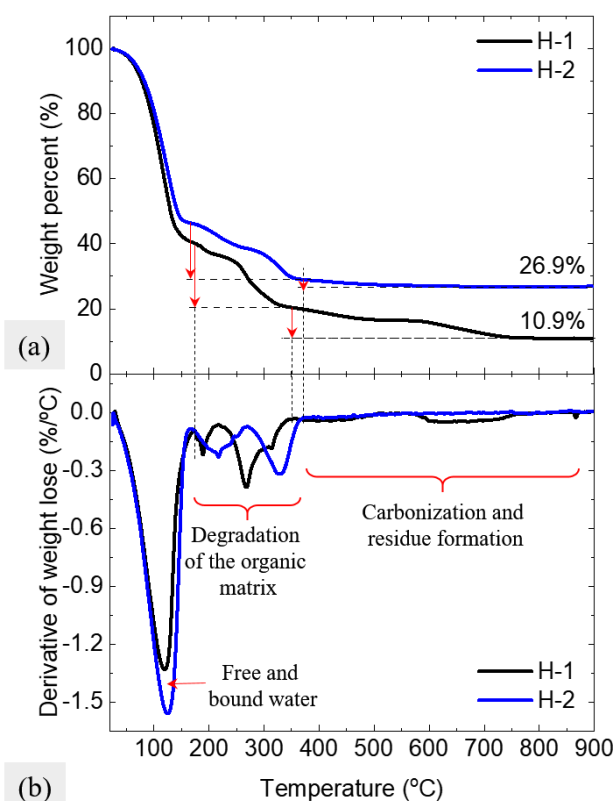 100
80
60
40
20
0
Weight percent (%)
H-1
H-2
26.9%
10.9%
(a)
0.0
-0.3
-0.6
-0.9
-1.2
-1.5
Derivative of weight lose (%/ºC)
Degradation
of the organic
matrix
Carbonization and
residue formation
Free and
bound water
H-1
H-2
100 200 300 400 500 600 700 800 900
Temperature (ºC)
(b)